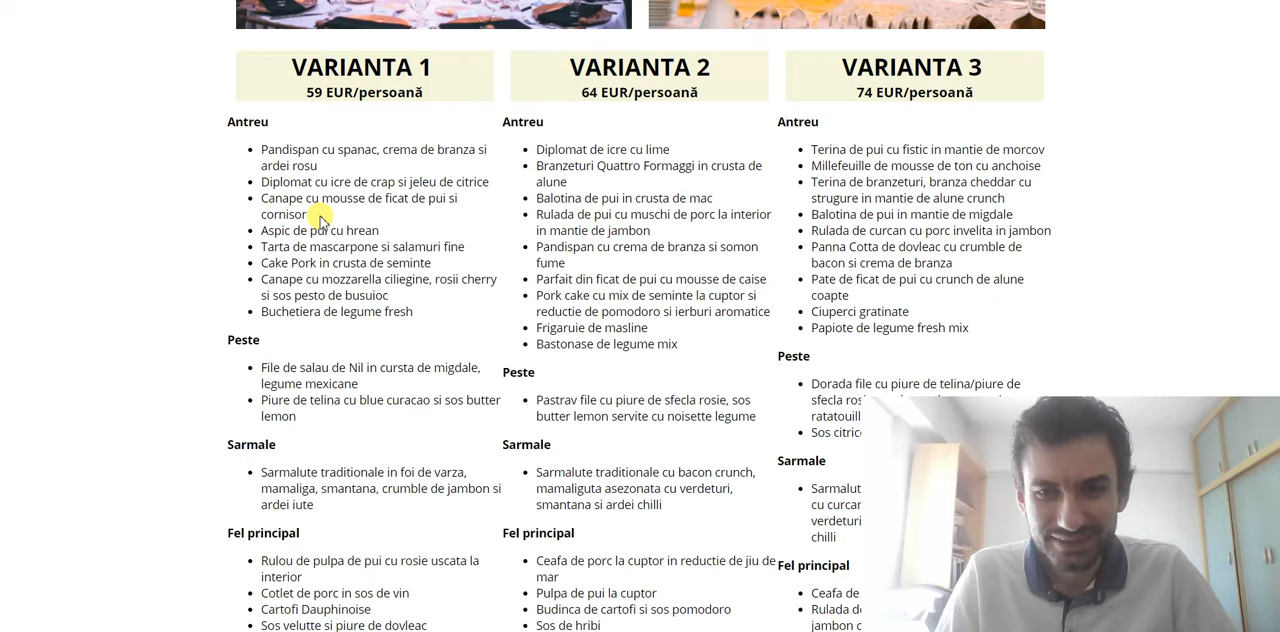 VARIANTA 1
59 EUR/persoană
Antreu
Pandispan cu spanac, crema de branza si
ardei rosu
Diplomat cu icre de crap si jeleu de citrice
Canape cu mousse de ficat de pui si
cornison
Aspic de pui cu hrean
Tarta de mascarpone si salamuri fine
Cake Pork in crusta de seminte
Canape cu mozzarella ciliegine, rosii cherry
si sos pesto de busuioc
Buchetiera de legume fresh
Peste
File de salau de Nil in cursta de migdale,
legume mexicane
Piure de telina cu blue curacao si sos butter
lemon
Sarmale
Sarmalute traditionale in foi de varza,
mamaliga, smantana, crumble de jambon si
ardei iute
Fel principal
Rulou de pulpa de pui cu rosie uscata la
interior
Cotlet de porc in sos de vin
Cartofi Dauphinoise
Sos velutte si piure de dovleac
VARIANTA 2
64 EUR/persoană
Antreu
Diplomat de icre cu lime
Branzeturi Quattro Formaggi in crusta de
alune
Balotina de pui in crusta de mac
Rulada de pui cu muschi de porc la interior
in mantie de jambon
Pandispan cu crema de branza si somon
fume
Parfait din ficat de pui cu mousse de caise
Pork cake cu mix de seminte la cuptor si
reductie de pomodoro si ierburi aromatice
Frigaruie de masline
Bastonase de legume mix
Peste
Pastrav file cu piure de sfecla rosie, sos
butter lemon servite cu noisette legume
Sarmale
Sarmalute traditionale cu bacon crunch,
mamaliguta asezonata cu verdeturi,
smantana si ardei chilli
Fel principal
Ceafa de porc la cuptor in reductie de jiu de
mar
Pulpa de pui la cuptor
Budinca de cartofi si sos pomodoro
Sos de hribi
VARIANTA 3
74 EUR/persoană
Antreu
Terina de pui cu fistic in mantie de morcov
Millefeuille de mousse de ton cu anchoise
Terina de branzeturi, branza cheddar cu
strugure in mantie de alune crunch
Balotina de pui in mantie de migdale
Rulada de curcan cu porc invelita in jambon
Panna Cotta de dovleac cu crumble de
bacon si crema de branza
Pate de ficat de pui cu crunch de alune
coapte
Ciuperci gratinate
Papiote de legume fresh mix
Peste
Dorada file cu piure de telina/piure de
sfecla
Sos
Sarmale
cu
verdeturi
chilli
Fel principal
Ceafa de
Rulada
jambon